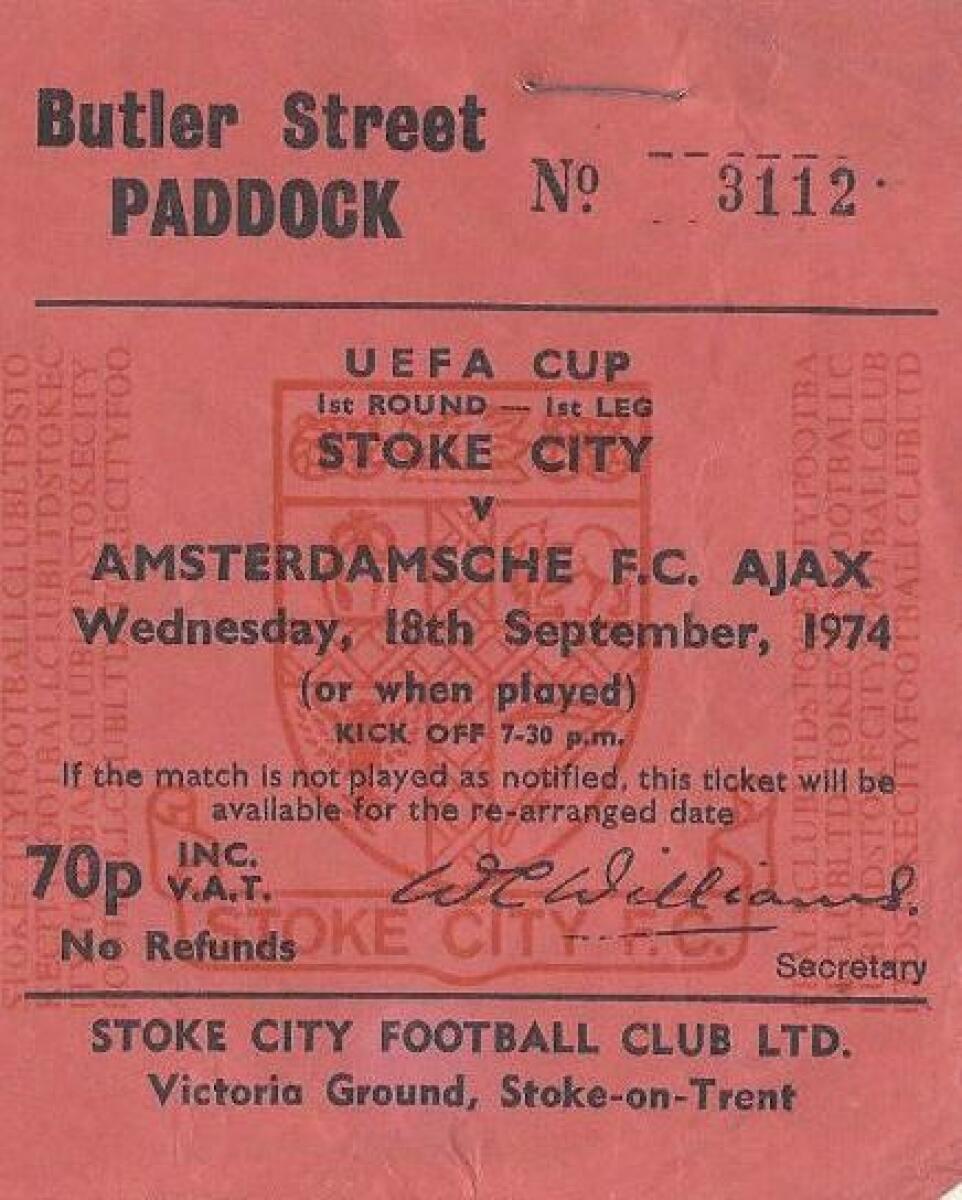 Butler Street
PADDOCK
Nº 3112
UEFA CUP
1st ROUND — 1st LEG
STOKE CITY
v
AMSTERDAMSCHE F.C. AJAX
Wednesday, 18th September, 1974
(or when played)
KICK OFF 7-30 p.m.
If the match is not played as notified, this ticket will be
available for the re-arranged date
70p INC.
V.A.T.
W C Williams.
No Refunds
STOKE CITY F.C.
Secretary
STOKE CITY FOOTBALL CLUB LTD.
Victoria Ground, Stoke-on-Trent